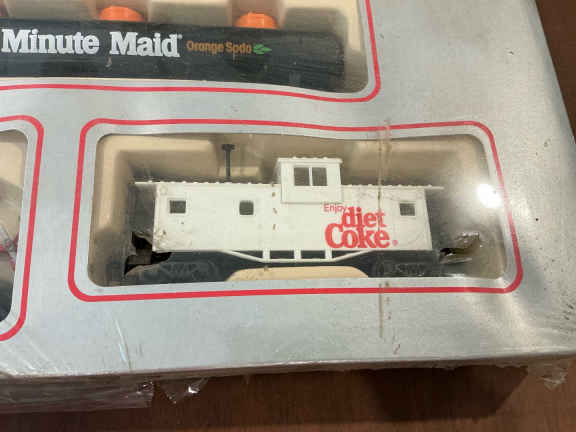 Minute Maid® Orange Soda
Enjoy
diet
Coke®